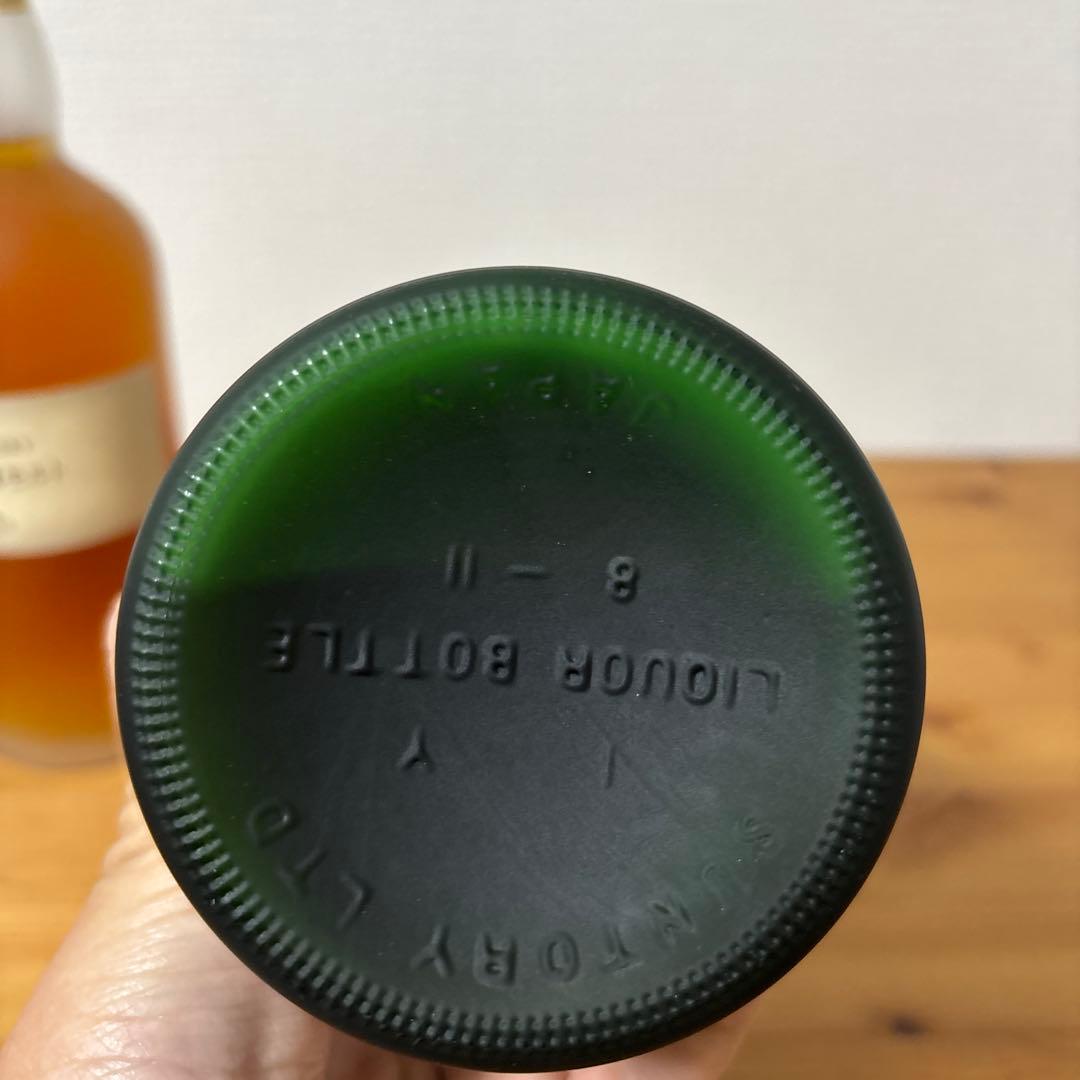 SUNTORY LTD
Y
LIQUOR BOTTLE
8 – 11
JAPAN